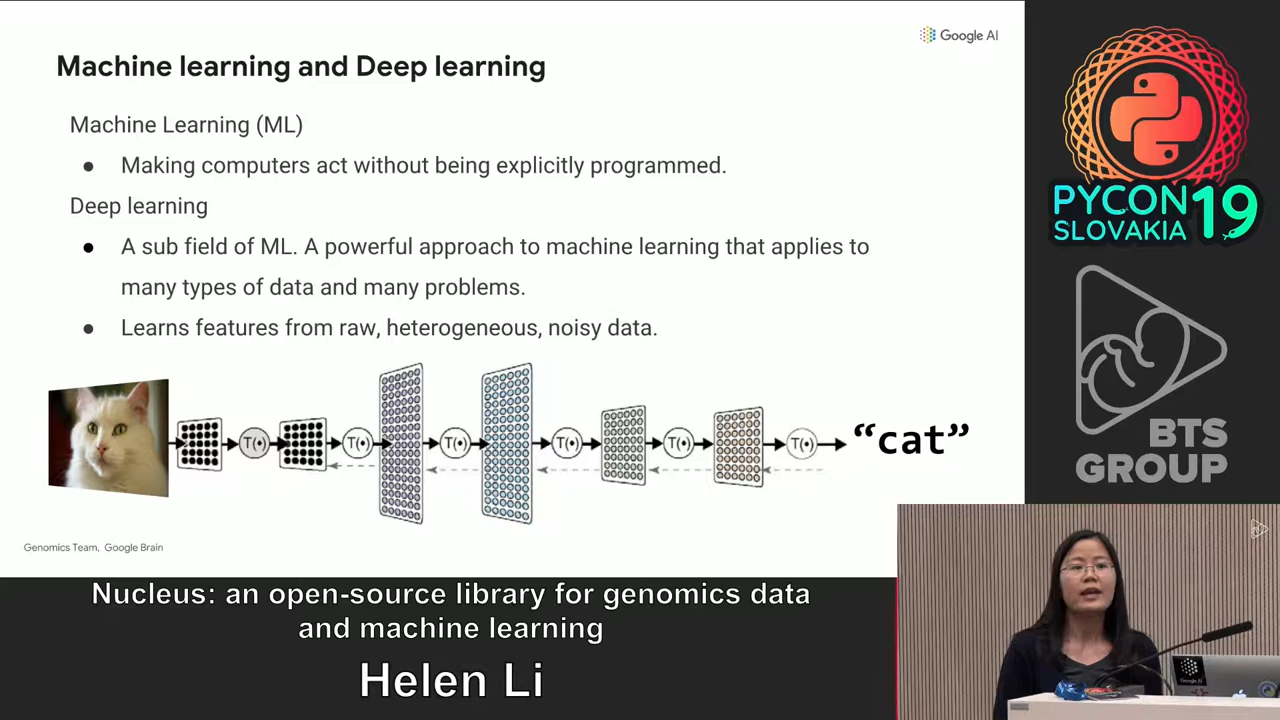 Google AI
Machine learning and Deep learning
Machine Learning (ML)
● Making computers act without being explicitly programmed.
Deep learning
● A sub field of ML. A powerful approach to machine learning that applies to
many types of data and many problems.
● Learns features from raw, heterogeneous, noisy data.
T(•) T(•) T(•) T(•) T(•) T(•) “cat”
Genomics Team, Google Brain
PYCON 19
SLOVAKIA
BTS
GROUP
Nucleus: an open-source library for genomics data
and machine learning
Helen Li
Google AI